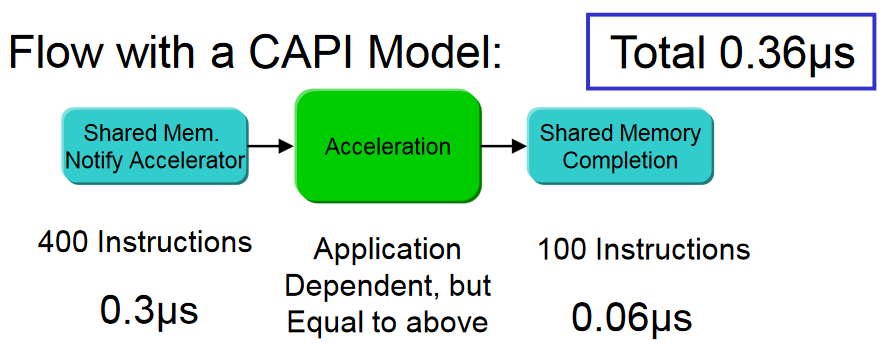 Flow with a CAPI Model:
Total 0.36µs
Shared Mem.
Notify Accelerator
Acceleration
Shared Memory
Completion
400 Instructions
0.3µs
Application
Dependent, but
Equal to above
100 Instructions
0.06µs